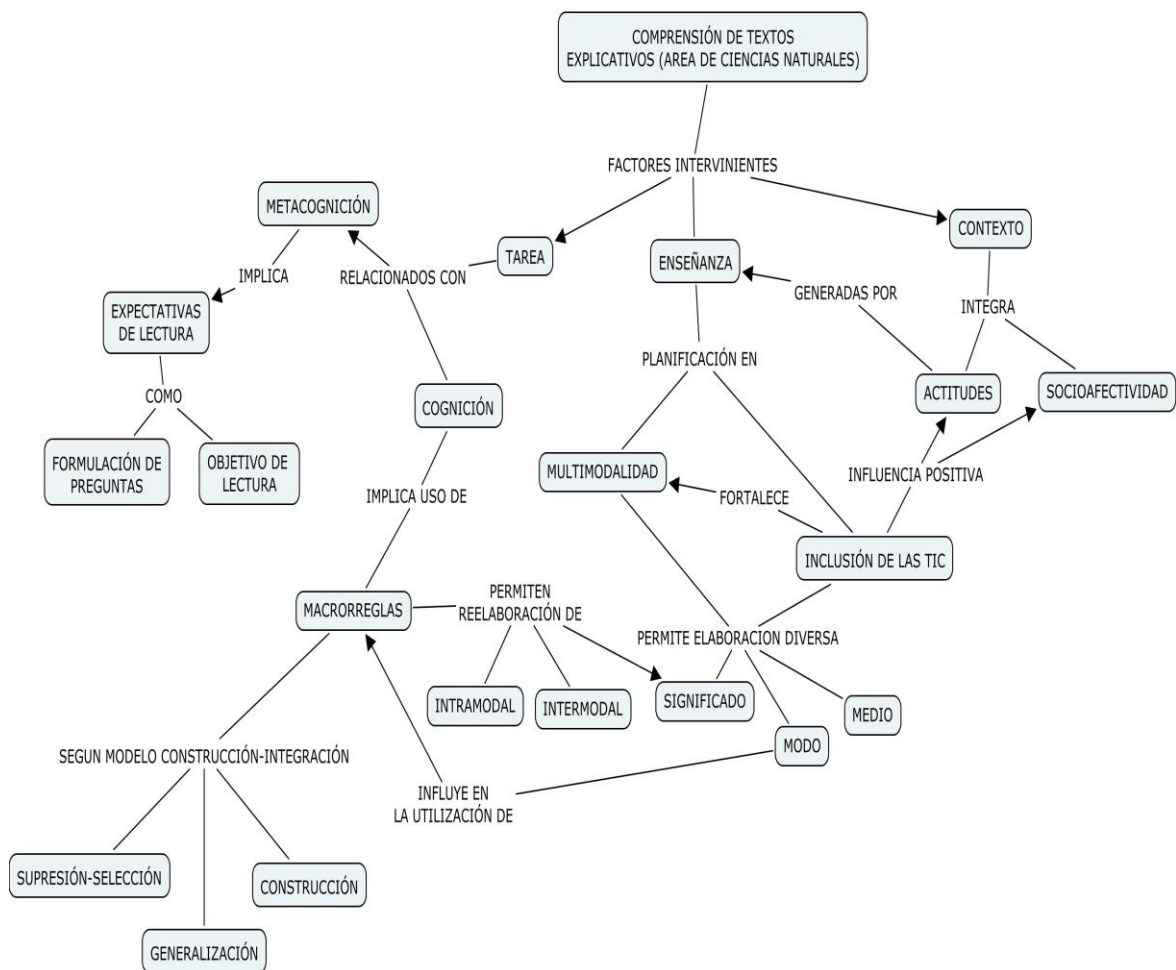 COMPRENSIÓN DE TEXTOS
EXPLICATIVOS (AREA DE CIENCIAS NATURALES)
FACTORES INTERVINIENTES
METACOGNICIÓN
TAREA
ENSEÑANZA
CONTEXTO
IMPLICA
RELACIONADOS CON
GENERADAS POR
INTEGRA
EXPECTATIVAS
DE LECTURA
PLANIFICACIÓN EN
COMO
COGNICIÓN
ACTITUDES
SOCIOAFECTIVIDAD
FORMULACIÓN DE
PREGUNTAS
OBJETIVO DE
LECTURA
MULTIMODALIDAD
INFLUENCIA POSITIVA
IMPLICA USO DE
FORTALECE
INCLUSIÓN DE LAS TIC
MACRORREGLAS
PERMITEN
REELABORACIÓN DE
PERMITE ELABORACION DIVERSA
INTRAMODAL
INTERMODAL
SIGNIFICADO
MEDIO
MODO
SEGUN MODELO CONSTRUCCIÓN-INTEGRACIÓN
INFLUYE EN
LA UTILIZACIÓN DE
SUPRESIÓN-SELECCIÓN
CONSTRUCCIÓN
GENERALIZACIÓN